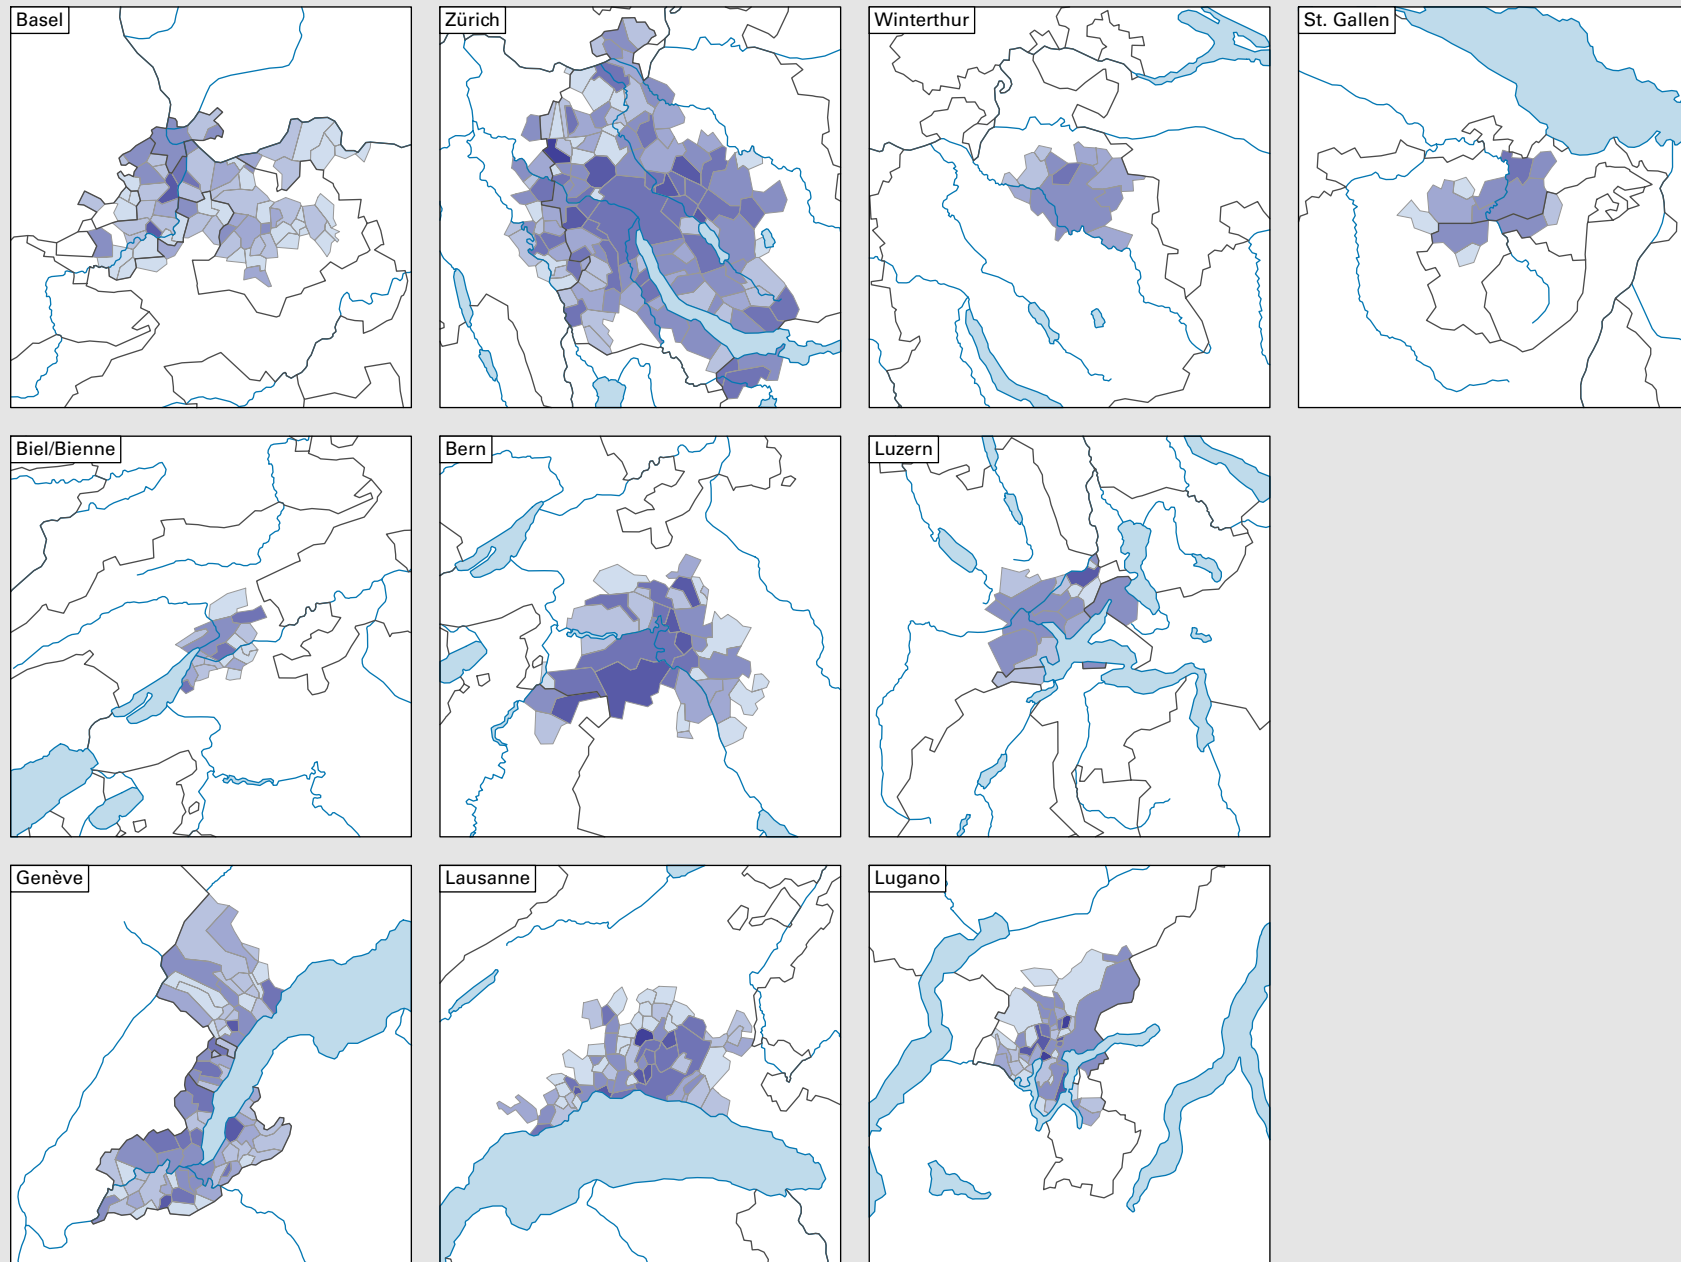 Basel
Zürich
Winterthur
St. Gallen
Biel/Bienne
Bern
Luzern
Genève
Lausanne
Lugano